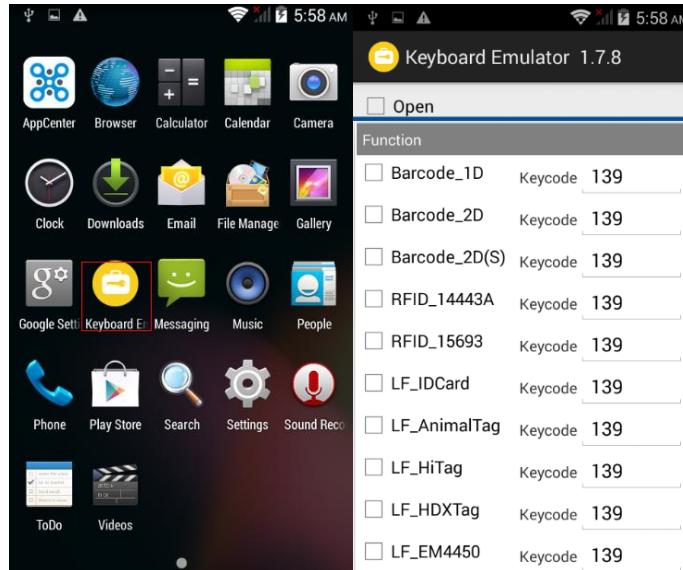 5:58 AM
AppCenter Browser Calculator Calendar Camera
Clock Downloads Email File Manage Gallery
Google Setti Keyboard En Messaging Music People
Phone Play Store Search Settings Sound Reco
ToDo Videos
5:58 AM
Keyboard Emulator 1.7.8
Open
Function
Barcode_1D Keycode 139
Barcode_2D Keycode 139
Barcode_2D(S) Keycode 139
RFID_14443A Keycode 139
RFID_15693 Keycode 139
LF_IDCard Keycode 139
LF_AnimalTag Keycode 139
LF_HiTag Keycode 139
LF_HDXTag Keycode 139
LF_EM4450 Keycode 139